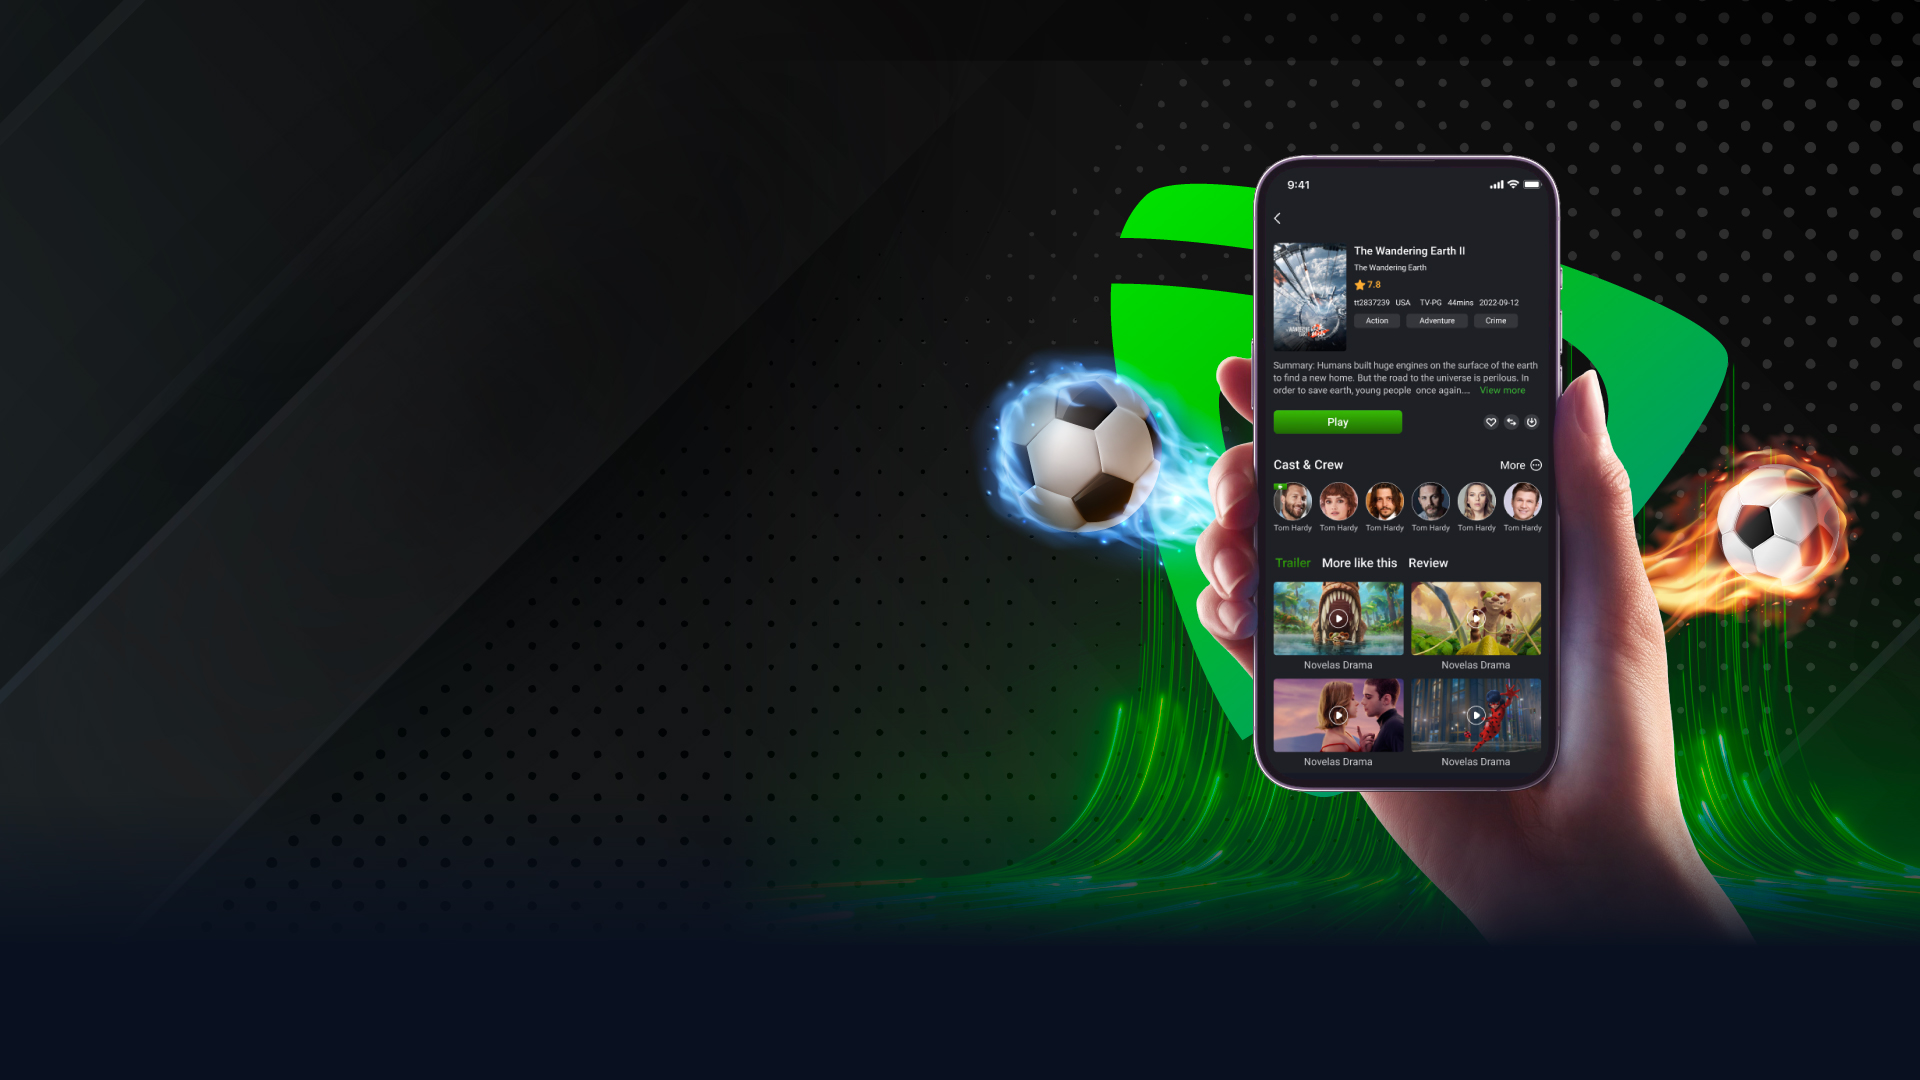 9:41
The Wandering Earth II
The Wandering Earth
7.8
tt2837239 USA TV-PG 44mins 2022-09-12
Action Adventure Crime
Summary: Humans built huge engines on the surface of the earth
to find a new home. But the road to the universe is perilous. In
order to save earth, young people once again.... View more
Play
Cast & Crew More
Tom Hardy Tom Hardy Tom Hardy Tom Hardy Tom Hardy Tom Hardy
Trailer More like this Review
Novelas Drama Novelas Drama
Novelas Drama Novelas Drama